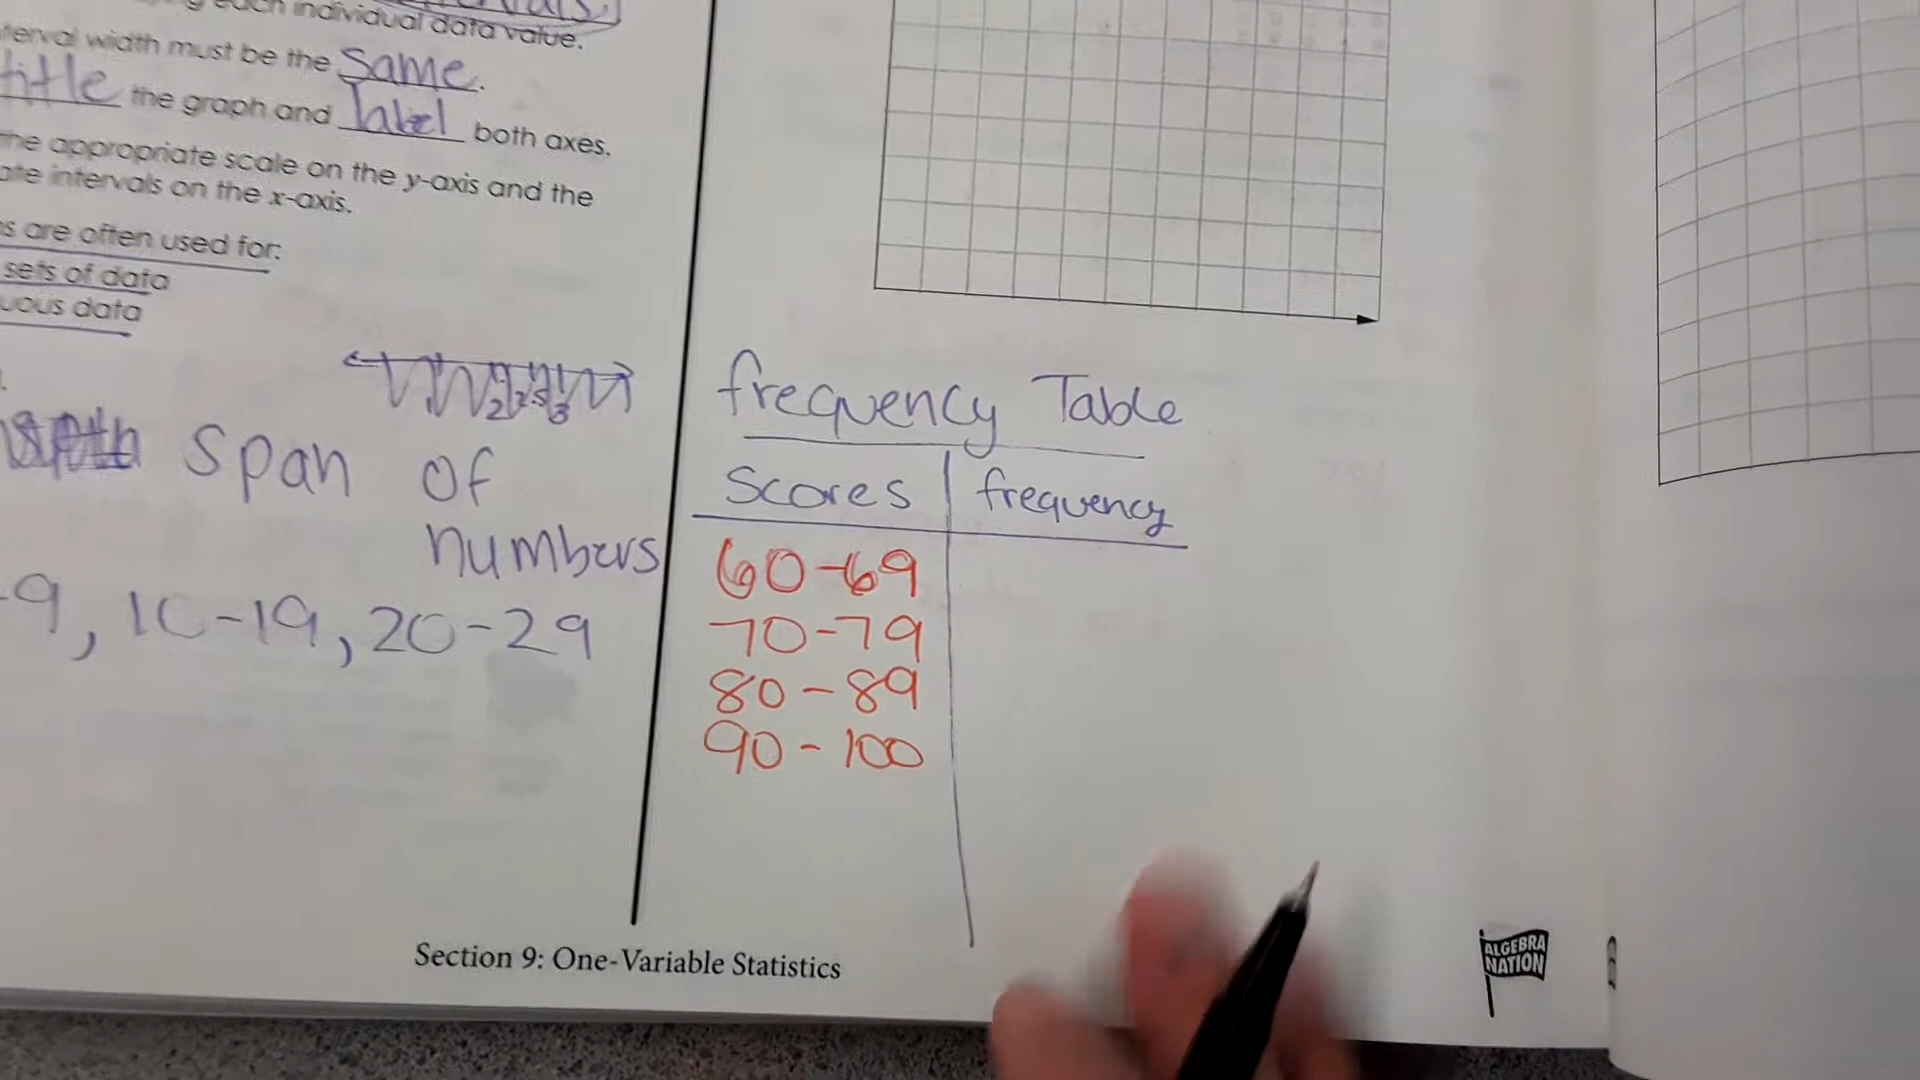 each individual data value.
interval width must be the same.
title the graph and label both axes.
the appropriate scale on the y-axis and the
intervals on the x-axis.
are often used for:
sets of data
uous data
span of
numbers
-9, 10-19, 20-29
frequency Table
Scores frequency
60-69
70-79
80-89
90-100
Section 9: One-Variable Statistics
ALGEBRA
NATION